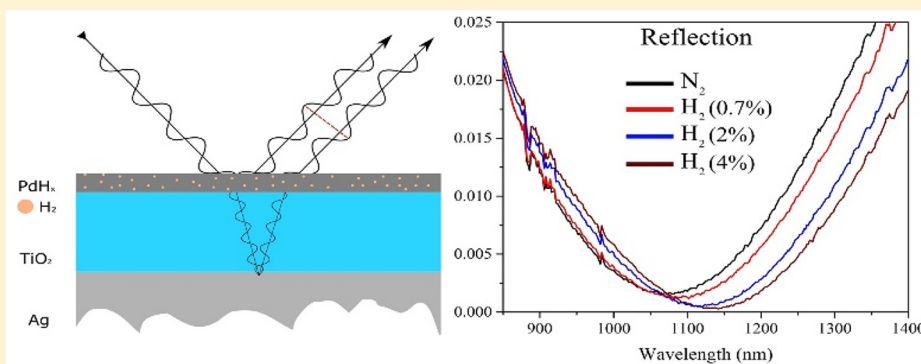 PdHₓ
H₂
TiO₂
Ag
Reflection
N₂
H₂ (0.7%)
H₂ (2%)
H₂ (4%)
0.025
0.020
0.015
0.010
0.005
0.000
900
1000
1100
1200
1300
1400
Wavelength (nm)